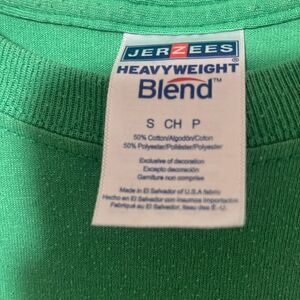 JERZEES
HEAVYWEIGHT
Blend™
S CH P
50% Cotton/Algodón/Coton
50% Polyester/Poliéster/Polyester
Exclusive of decoration
Excepto decoración
Garniture non comprise
Made in El Salvador of U.S.A fabric
Hecho en El Salvador con insumos importados
Fabriqué au El Salvador, tissu des É.-U.